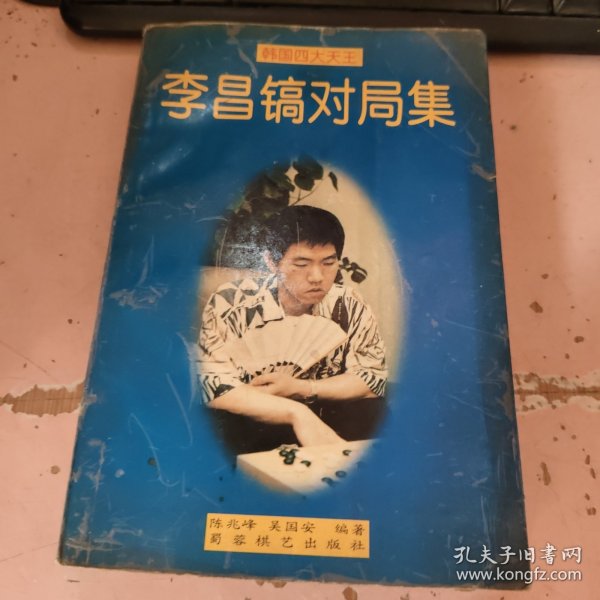 韩国四大天王
李昌镐对局集
陈兆峰 吴国安 编著
蜀蓉棋艺出版社
孔夫子旧书网
www.kongfz.com